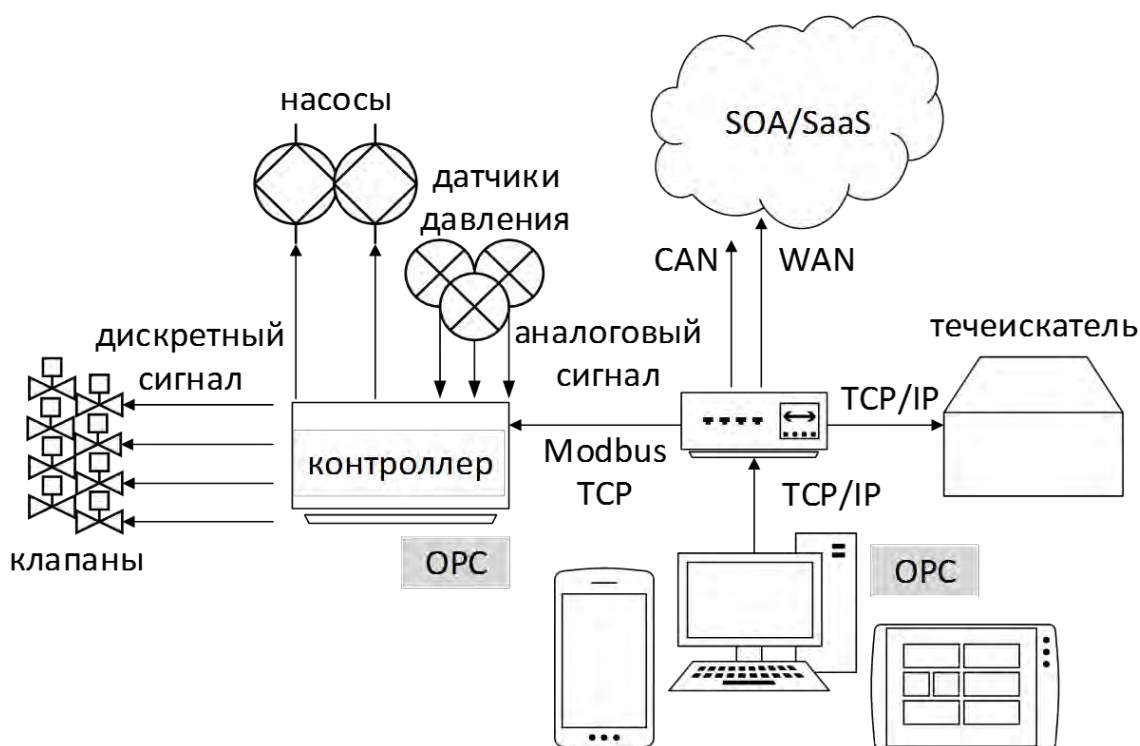 насосы
датчики
давления
SOA/SaaS
CAN
WAN
дискретный
сигнал
аналоговый
сигнал
течеискатель
TCP/IP
контроллер
Modbus
TCP
TCP/IP
клапаны
OPC
OPC